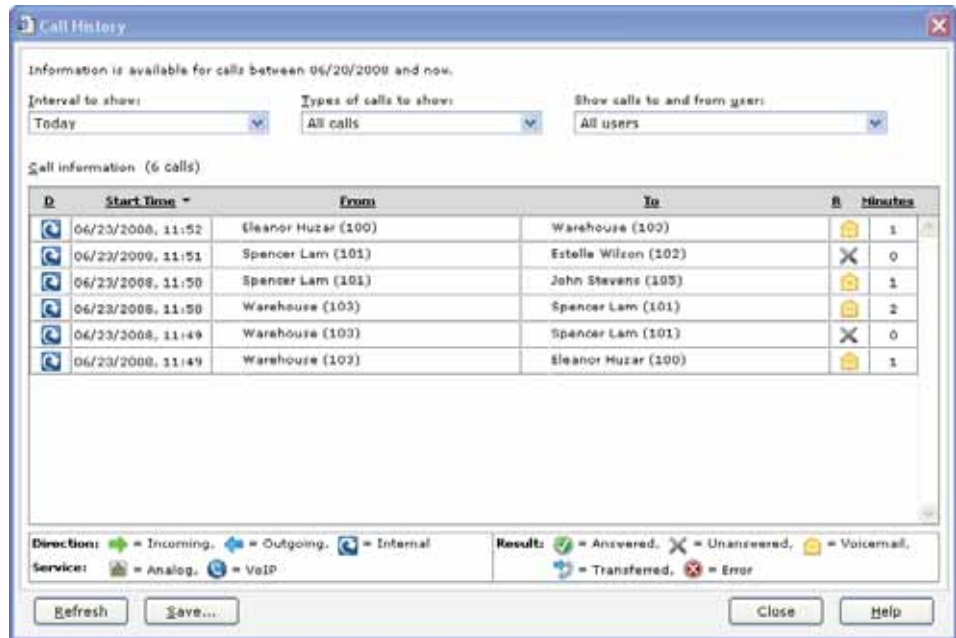 Call History
Information is available for calls between 06/20/2008 and now.
Interval to show: Types of calls to show: Show calls to and from user:
Today All calls All users
Call information (6 calls)
D Start Time From To R Minutes
06/23/2008, 11:52 Eleanor Huzar (100) Warehouse (103) 1
06/23/2008, 11:51 Spencer Lam (101) Estelle Wilson (102) 0
06/23/2008, 11:50 Spencer Lam (101) John Stevens (105) 1
06/23/2008, 11:50 Warehouse (103) Spencer Lam (101) 2
06/23/2008, 11:49 Warehouse (103) Spencer Lam (101) 0
06/23/2008, 11:49 Warehouse (103) Eleanor Huzar (100) 1
Direction: = Incoming, = Outgoing, = Internal Result: = Answered, = Unanswered, = Voicemail,
Service: = Analog, = VoIP = Transferred, = Error
Refresh Save... Close Help